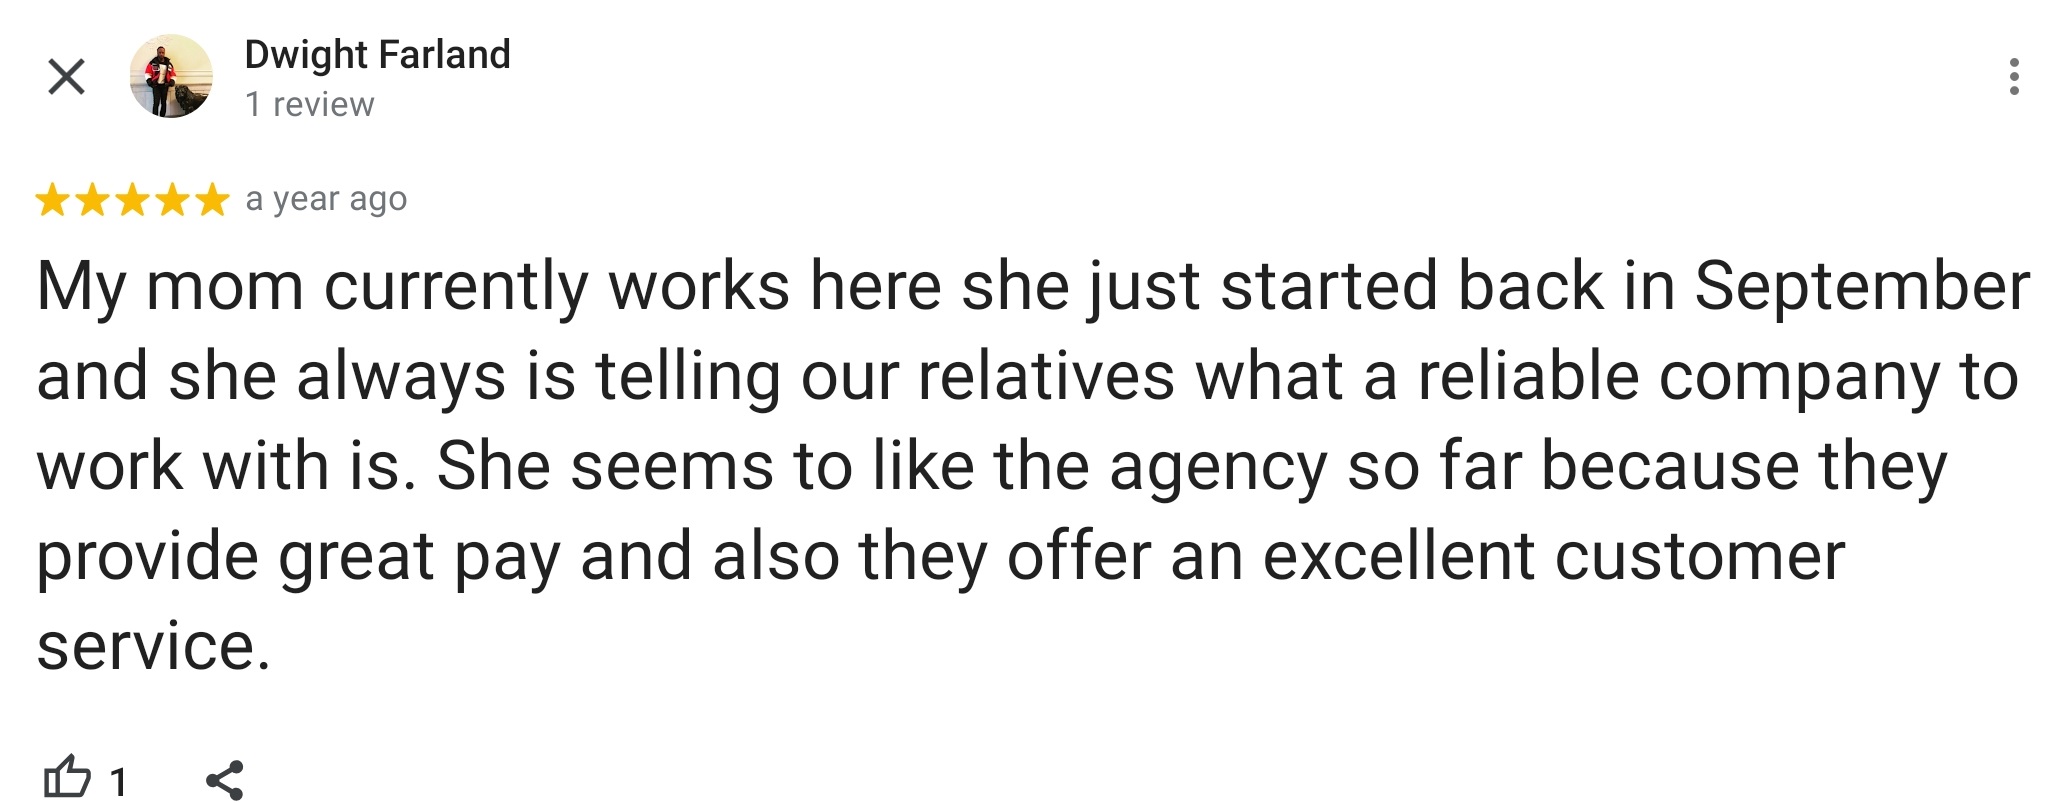 Dwight Farland
1 review
a year ago
My mom currently works here she just started back in September
and she always is telling our relatives what a reliable company to
work with is. She seems to like the agency so far because they
provide great pay and also they offer an excellent customer
service.
1